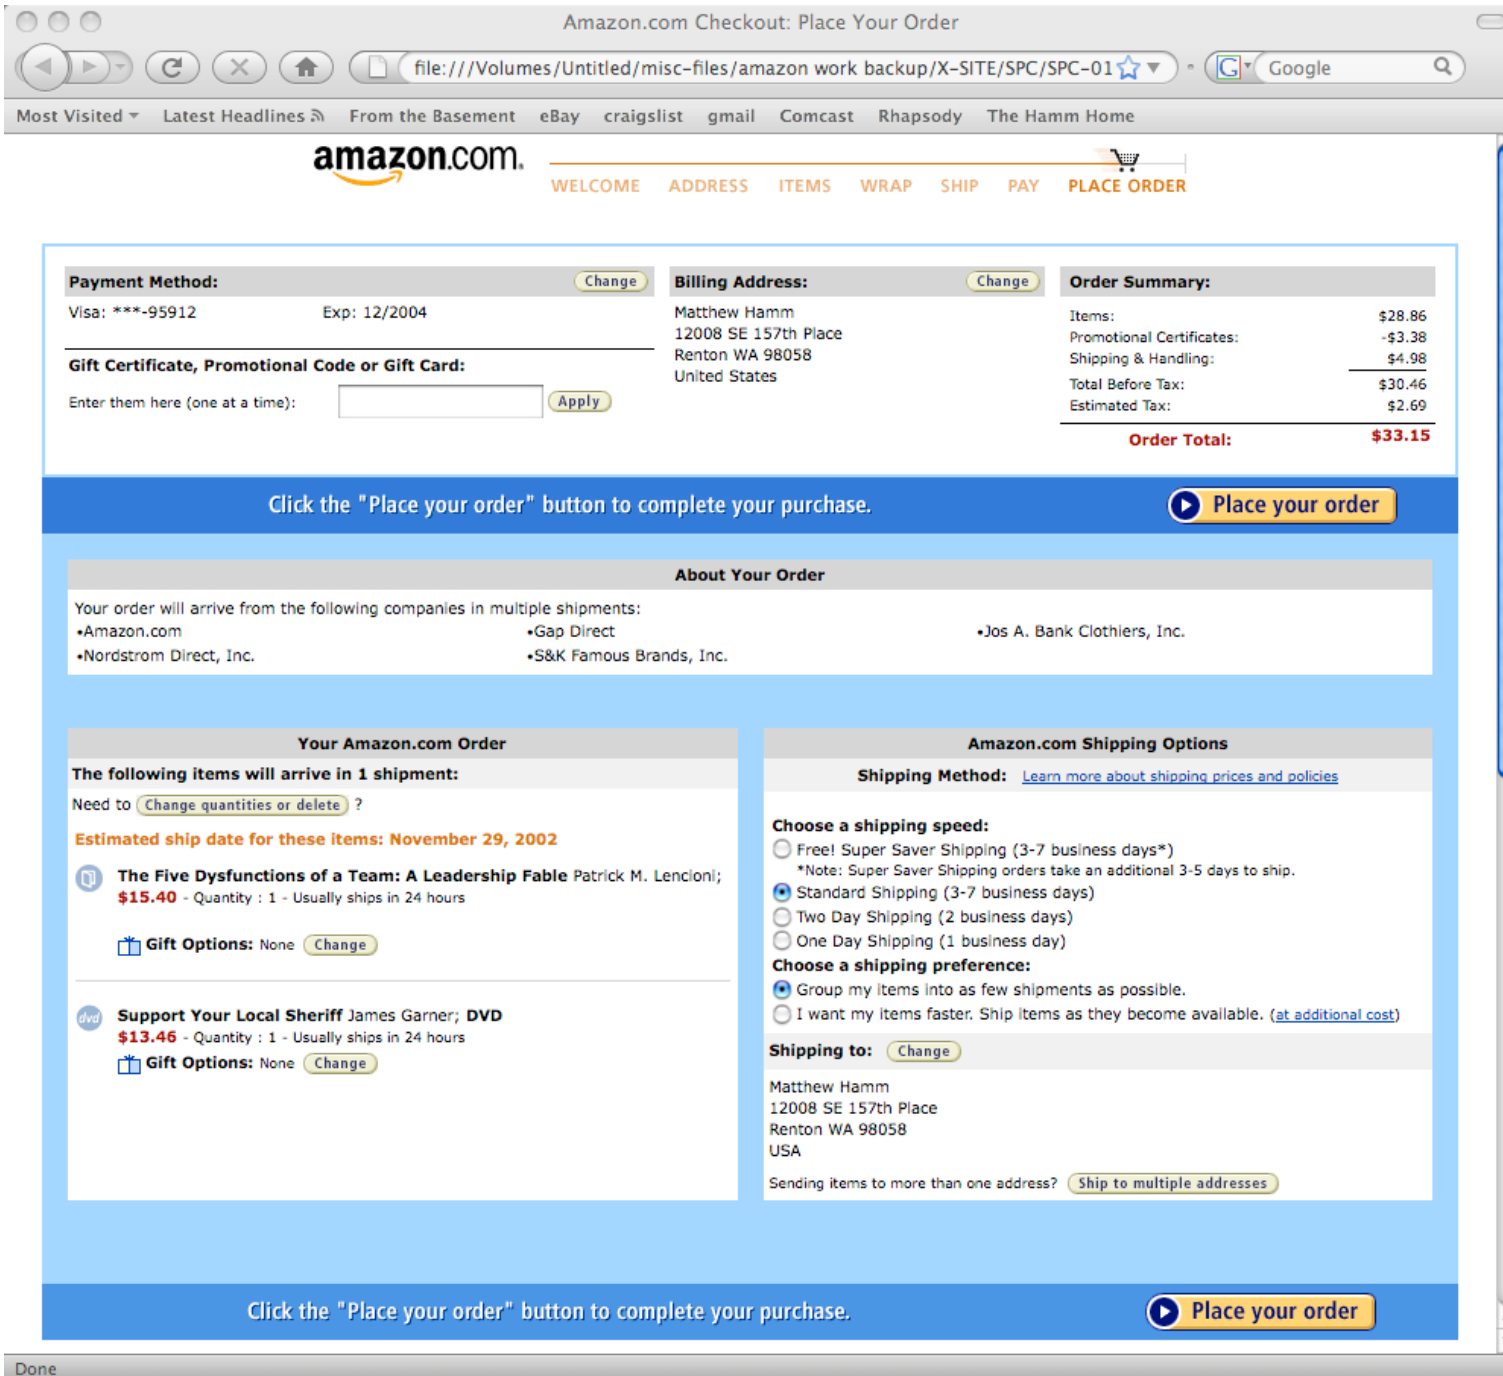 Amazon.com Checkout: Place Your Order
file:///Volumes/Untitled/misc-files/amazon work backup/X-SITE/SPC/SPC-01
G Google
Most Visited Latest Headlines From the Basement eBay craigslist gmail Comcast Rhapsody The Hamm Home
amazon.com.
WELCOME ADDRESS ITEMS WRAP SHIP PAY PLACE ORDER
Payment Method: Change
Visa: ***-95912 Exp: 12/2004
Gift Certificate, Promotional Code or Gift Card:
Enter them here (one at a time): Apply
Billing Address: Change
Matthew Hamm
12008 SE 157th Place
Renton WA 98058
United States
Order Summary:
Items: $28.86
Promotional Certificates: -$3.38
Shipping & Handling: $4.98
Total Before Tax: $30.46
Estimated Tax: $2.69
Order Total: $33.15
Click the "Place your order" button to complete your purchase. Place your order
About Your Order
Your order will arrive from the following companies in multiple shipments:
•Amazon.com •Gap Direct •Jos A. Bank Clothiers, Inc.
•Nordstrom Direct, Inc. •S&K Famous Brands, Inc.
Your Amazon.com Order
The following items will arrive in 1 shipment:
Need to Change quantities or delete ?
Estimated ship date for these items: November 29, 2002
The Five Dysfunctions of a Team: A Leadership Fable Patrick M. Lencioni;
$15.40 - Quantity : 1 - Usually ships in 24 hours
Gift Options: None Change
dvd Support Your Local Sheriff James Garner; DVD
$13.46 - Quantity : 1 - Usually ships in 24 hours
Gift Options: None Change
Amazon.com Shipping Options
Shipping Method: Learn more about shipping prices and policies
Choose a shipping speed:
Free! Super Saver Shipping (3-7 business days*)
*Note: Super Saver Shipping orders take an additional 3-5 days to ship.
Standard Shipping (3-7 business days)
Two Day Shipping (2 business days)
One Day Shipping (1 business day)
Choose a shipping preference:
Group my items into as few shipments as possible.
I want my items faster. Ship items as they become available. (at additional cost)
Shipping to: Change
Matthew Hamm
12008 SE 157th Place
Renton WA 98058
USA
Sending items to more than one address? Ship to multiple addresses
Click the "Place your order" button to complete your purchase. Place your order
Done